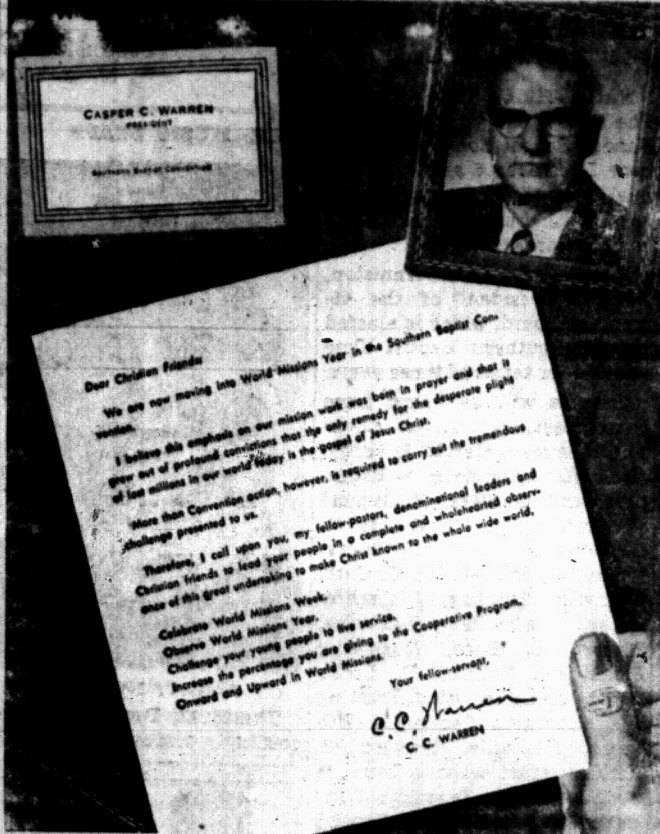 CASPER C. WARREN
PRESIDENT
Southern Baptist Convention
Dear Christian Friends:
We are now moving into World Missions Year in the Southern Baptist Con-
vention.
I believe this emphasis on our mission work was born in prayer and that it
grew out of profound convictions that the only remedy for the desperate plight
of lost millions in our world today is the gospel of Jesus Christ.
More than Convention action, however, is required to carry out the tremendous
challenge presented to us.
Therefore, I call upon you, my fellow-pastors, denominational leaders and
Christian friends to lead your people in a complete and wholehearted observ-
ance of this great undertaking to make Christ known to the whole wide world.
Celebrate World Missions Week.
Observe World Missions Year.
Challenge your young people to live service.
Increase the percentage you are giving to the Cooperative Program.
Onward and Upward in World Missions.
Your fellow-servant,
C. C. Warren
C. C. WARREN